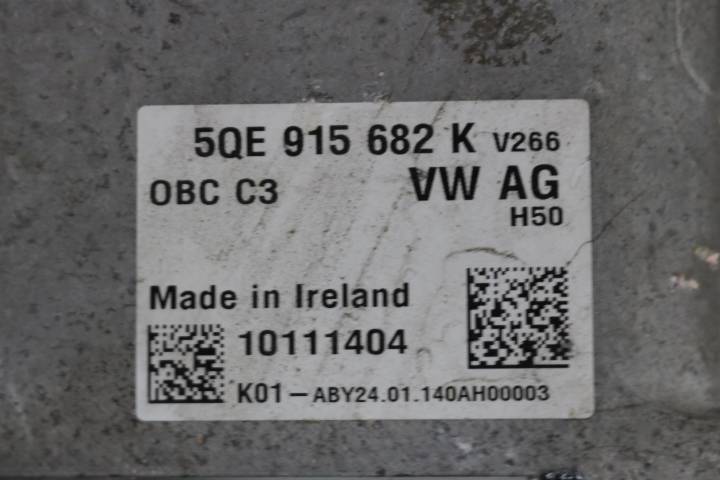 5QE 915 682 K V266
OBC C3 VW AG
H50
Made in Ireland
10111404
K01 – ABY24.01.140AH00003